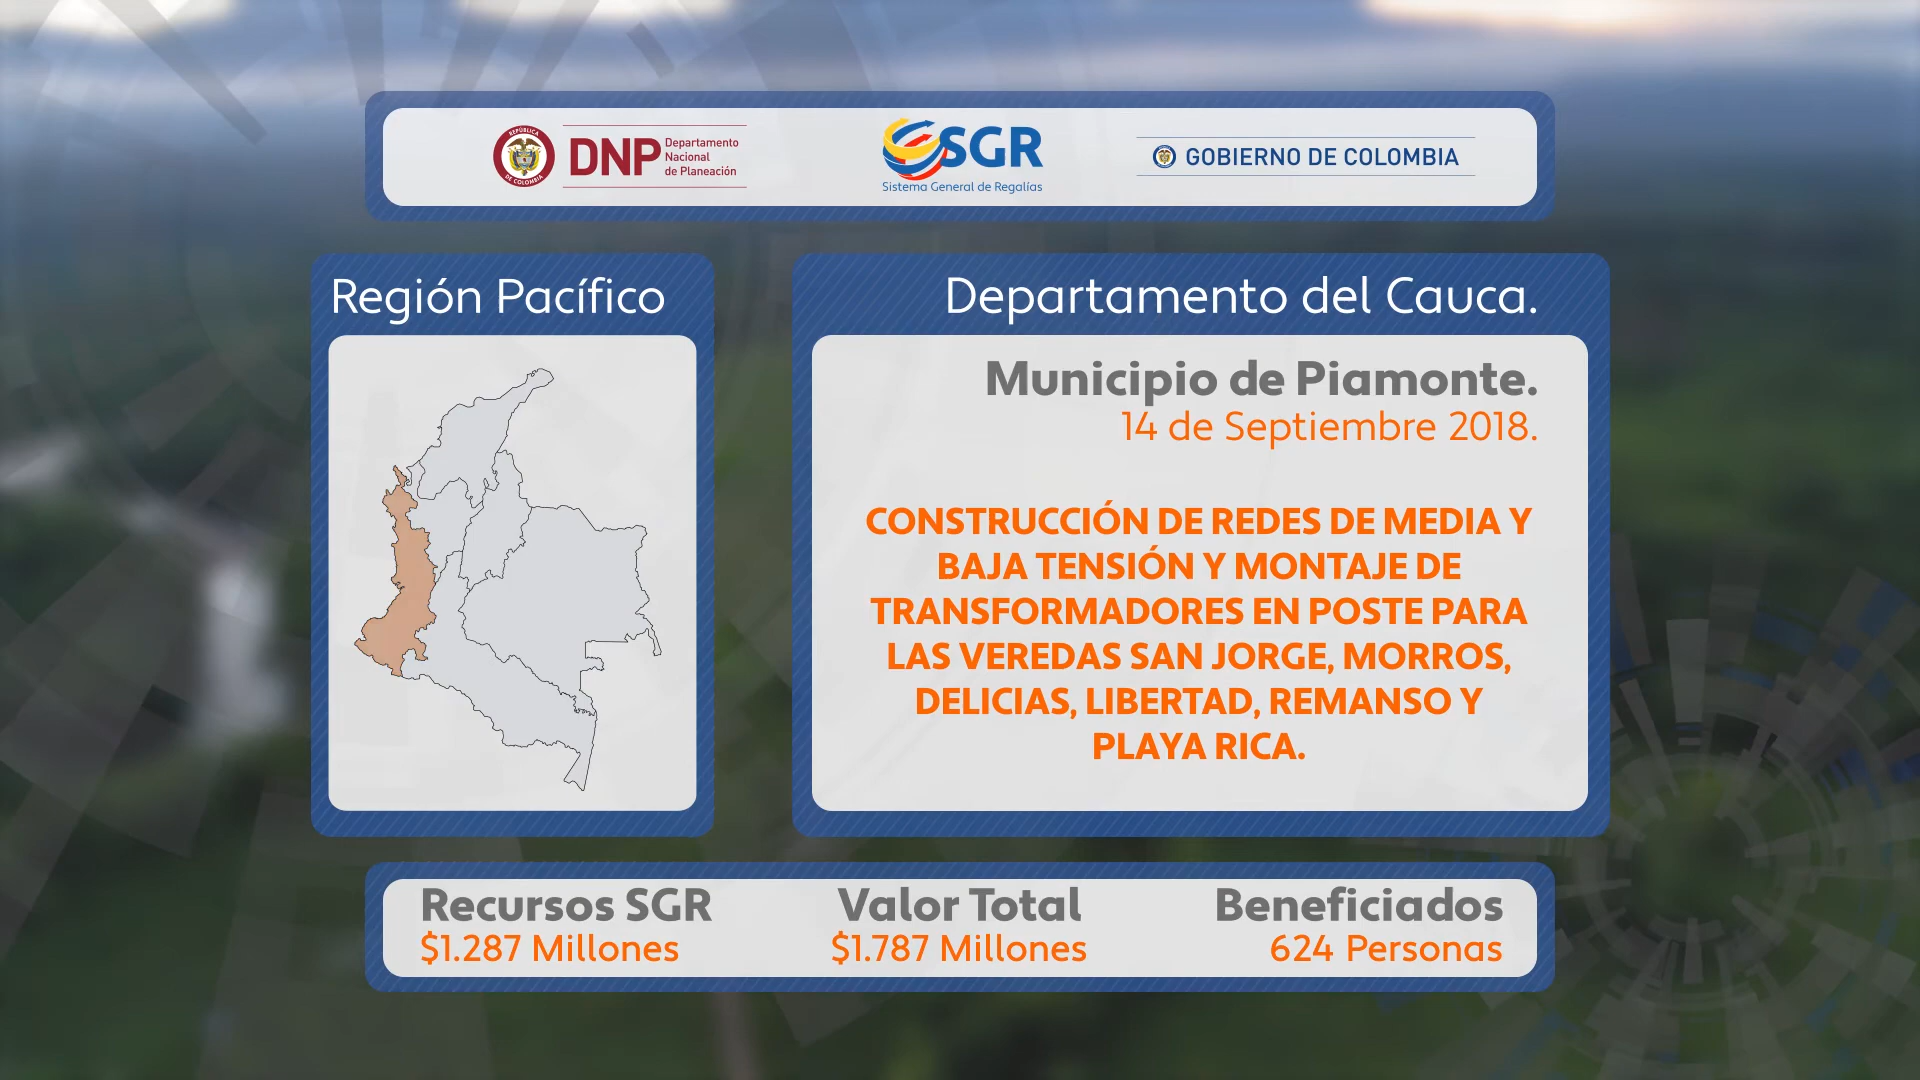 REPÚBLICA
DE COLOMBIA
DNP
Departamento
Nacional
de Planeación
SGR
Sistema General de Regalías
GOBIERNO DE COLOMBIA
Región Pacífico
Departamento del Cauca.
Municipio de Piamonte.
14 de Septiembre 2018.
CONSTRUCCIÓN DE REDES DE MEDIA Y
BAJA TENSIÓN Y MONTAJE DE
TRANSFORMADORES EN POSTE PARA
LAS VEREDAS SAN JORGE, MORROS,
DELICIAS, LIBERTAD, REMANSO Y
PLAYA RICA.
Recursos SGR
$1.287 Millones
Valor Total
$1.787 Millones
Beneficiados
624 Personas